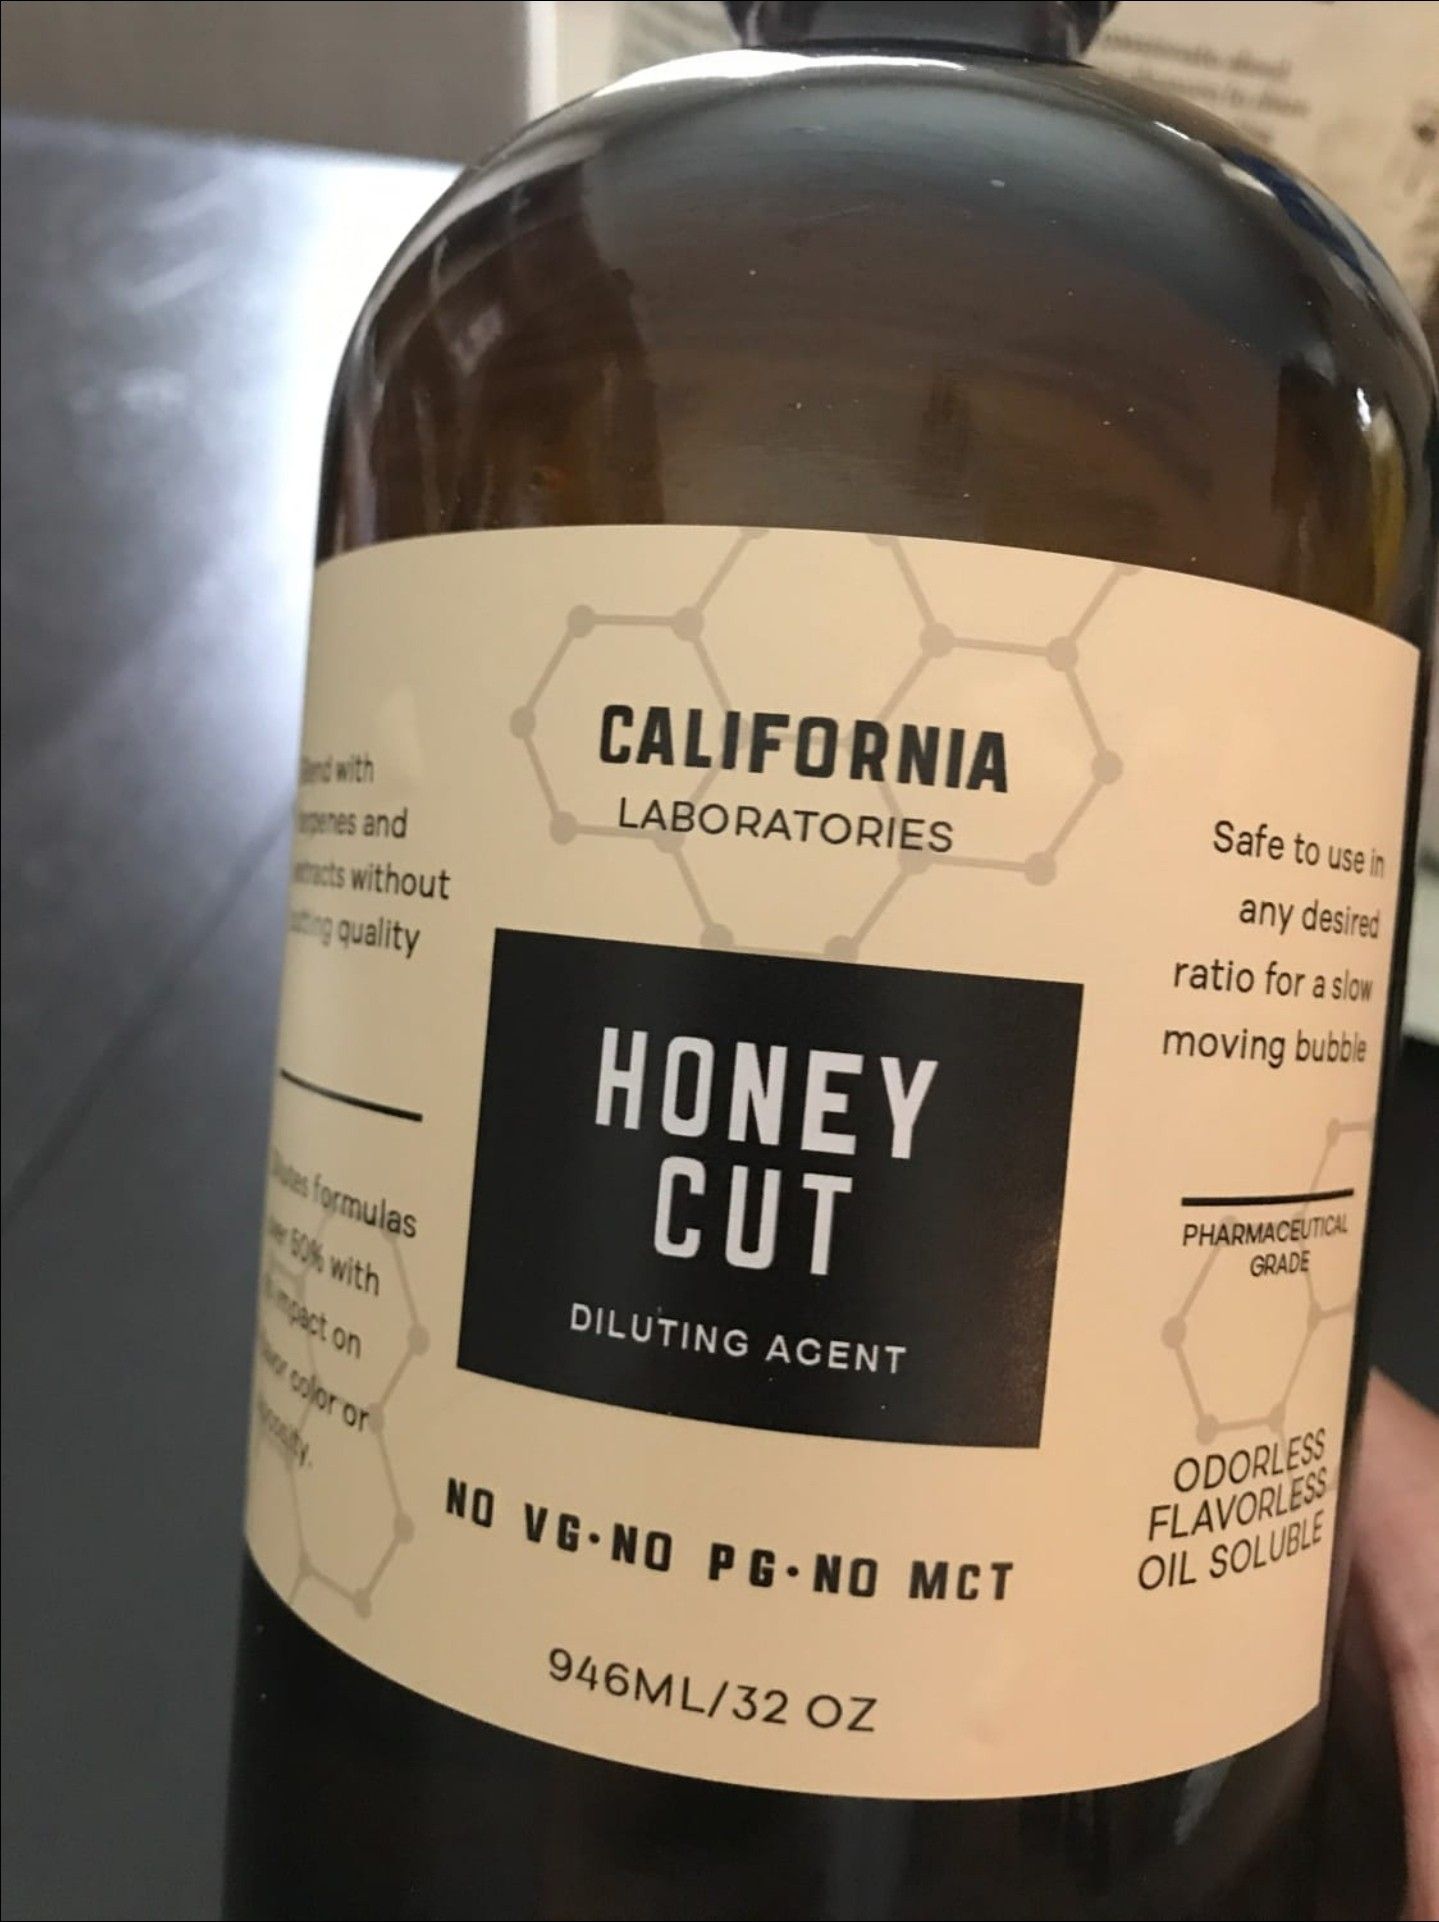 CALIFORNIA
LABORATORIES
HONEY
CUT
DILUTING AGENT
NO VG•NO PG•NO MCT
946ML/32 OZ
with
and
without
quality
formulas
50% with
impact on
color or
Safe to use in
any desired
ratio for a slow
moving bubble
PHARMACEUTICAL
GRADE
ODORLESS
FLAVORLESS
OIL SOLUBLE